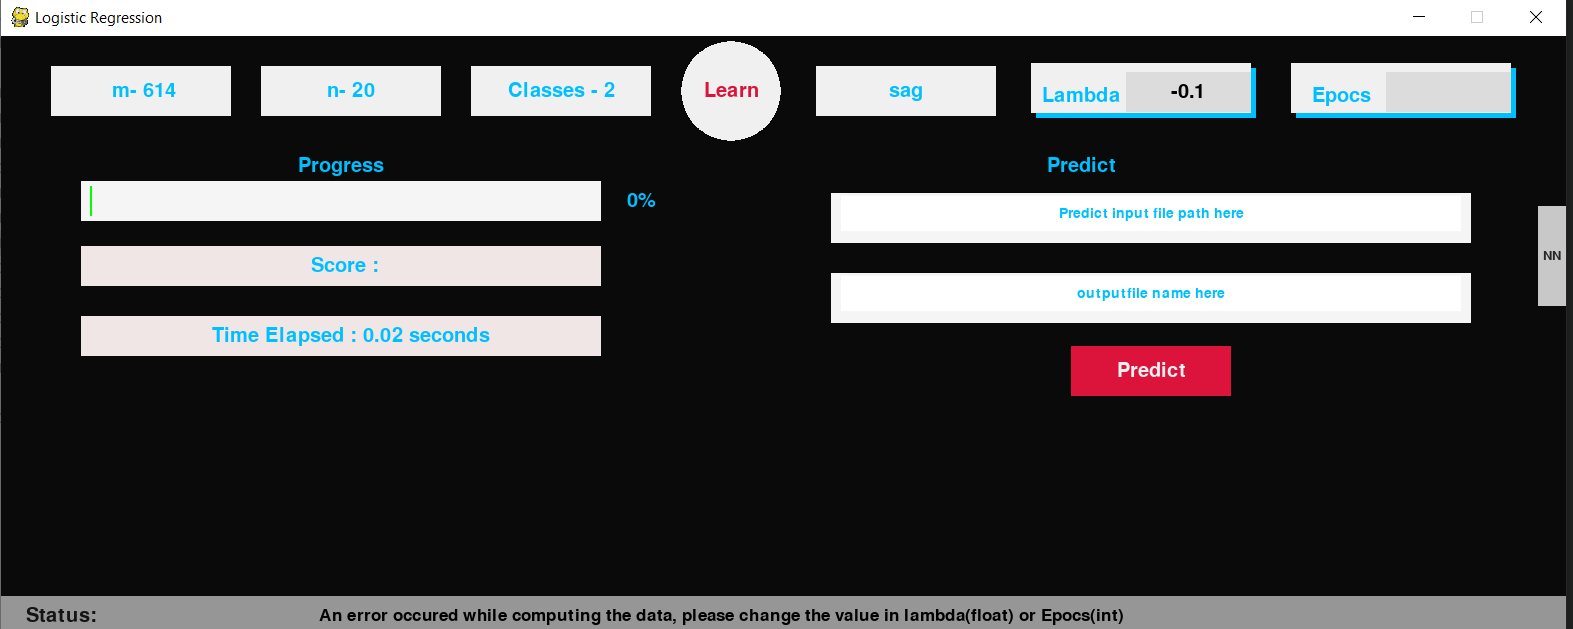 Logistic Regression
m- 614
n- 20
Classes - 2
Learn
sag
Lambda -0.1
Epocs
Progress
0%
Score :
Time Elapsed : 0.02 seconds
Predict
Predict input file path here
outputfile name here
Predict
NN
Status: An error occured while computing the data, please change the value in lambda(float) or Epocs(int)